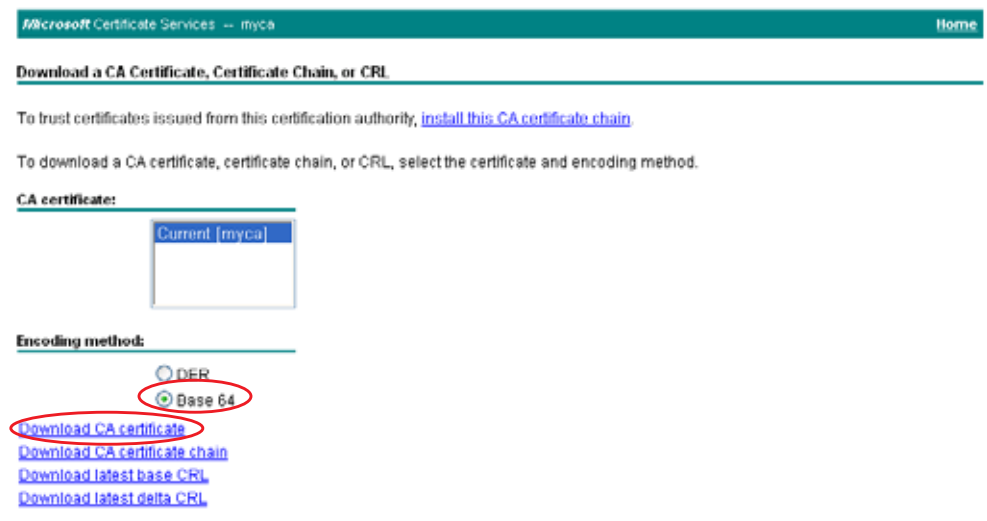 Microsoft Certificate Services -- myca Home
Download a CA Certificate, Certificate Chain, or CRL
To trust certificates issued from this certification authority, install this CA certificate chain.
To download a CA certificate, certificate chain, or CRL, select the certificate and encoding method.
CA certificate:
Current [myca]
Encoding method:
DER
Base 64
Download CA certificate
Download CA certificate chain
Download latest base CRL
Download latest delta CRL